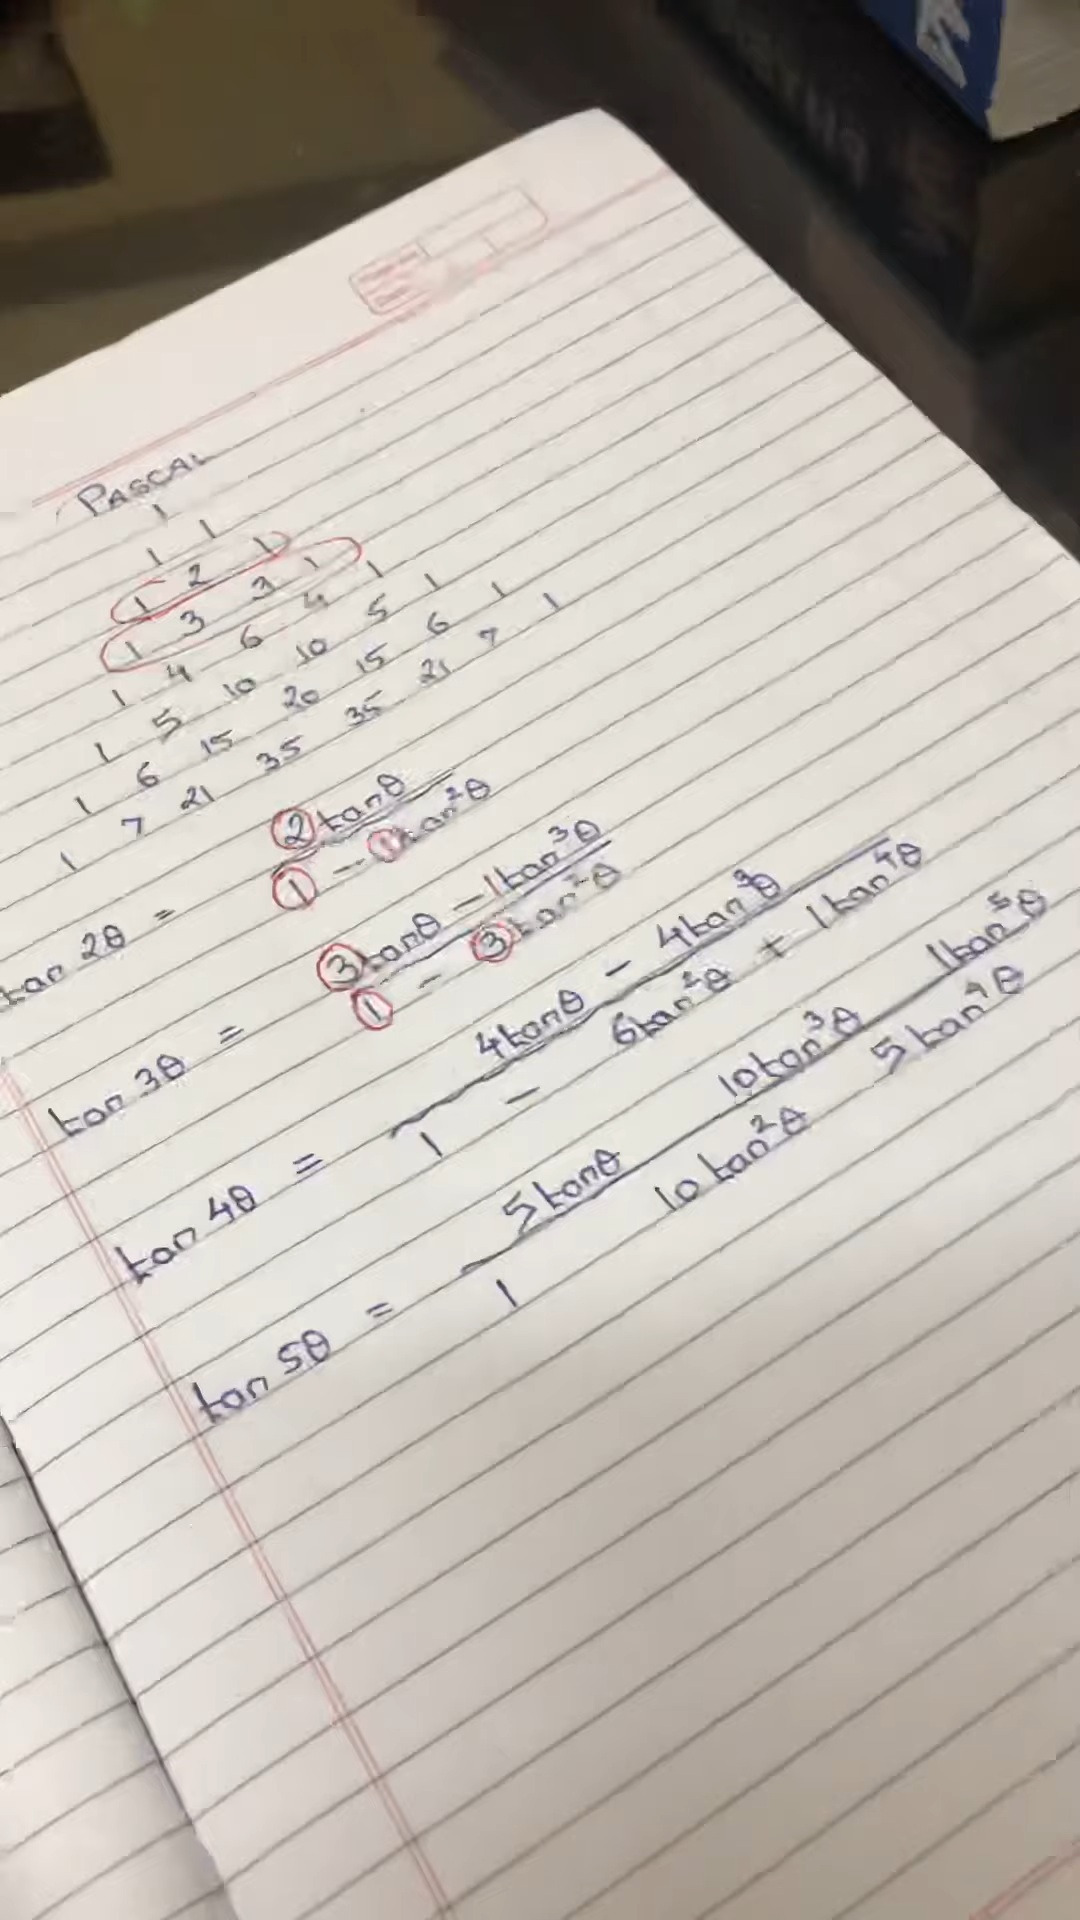 PASCAL
1
1 1
1 2 1
1 3 3 1
1 4 6 4 1
1 5 10 10 5 1
1 6 15 20 15 6 1
1 7 21 35 35 21 7 1
tan 2θ = 2tanθ / 1 - 1tan²θ
tan 3θ = 3tanθ - 1tan³θ / 1 - 3tan²θ
tan 4θ = 4tanθ - 4tan³θ / 1 - 6tan²θ + 1tan⁴θ
tan 5θ = 5tanθ 10tan³θ 1tan⁵θ / 1 10tan²θ 5tan⁴θ